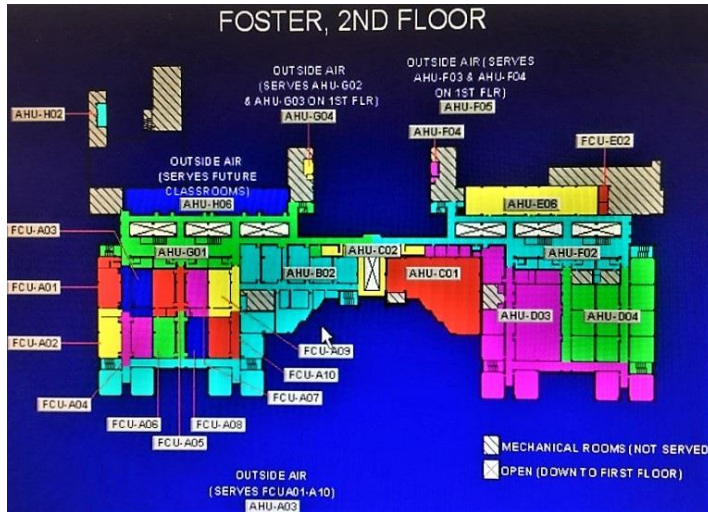 FOSTER, 2ND FLOOR
OUTSIDE AIR
(SERVES AHU-G02
& AHU-G03 ON 1ST FLR)
AHU-G04
OUTSIDE AIR (SERVES
AHU-F03 & AHU-F04
ON 1ST FLR)
AHU-F05
AHU-H02
AHU-F04
FCU-E02
OUTSIDE AIR
(SERVES FUTURE
CLASSROOMS)
AHU-H06
AHU-E06
FCU-A03
AHU-G01
AHU-C02
AHU-F02
AHU-B02
AHU-C01
FCU-A01
AHU-D03
AHU-D04
FCU-A02
FCU-A09
FCU-A10
FCU-A04
FCU-A07
FCU-A06
FCU-A08
FCU-A05
MECHANICAL ROOMS (NOT SERVED
OPEN (DOWN TO FIRST FLOOR)
OUTSIDE AIR
(SERVES FCUA01-A10)
AHU-A03